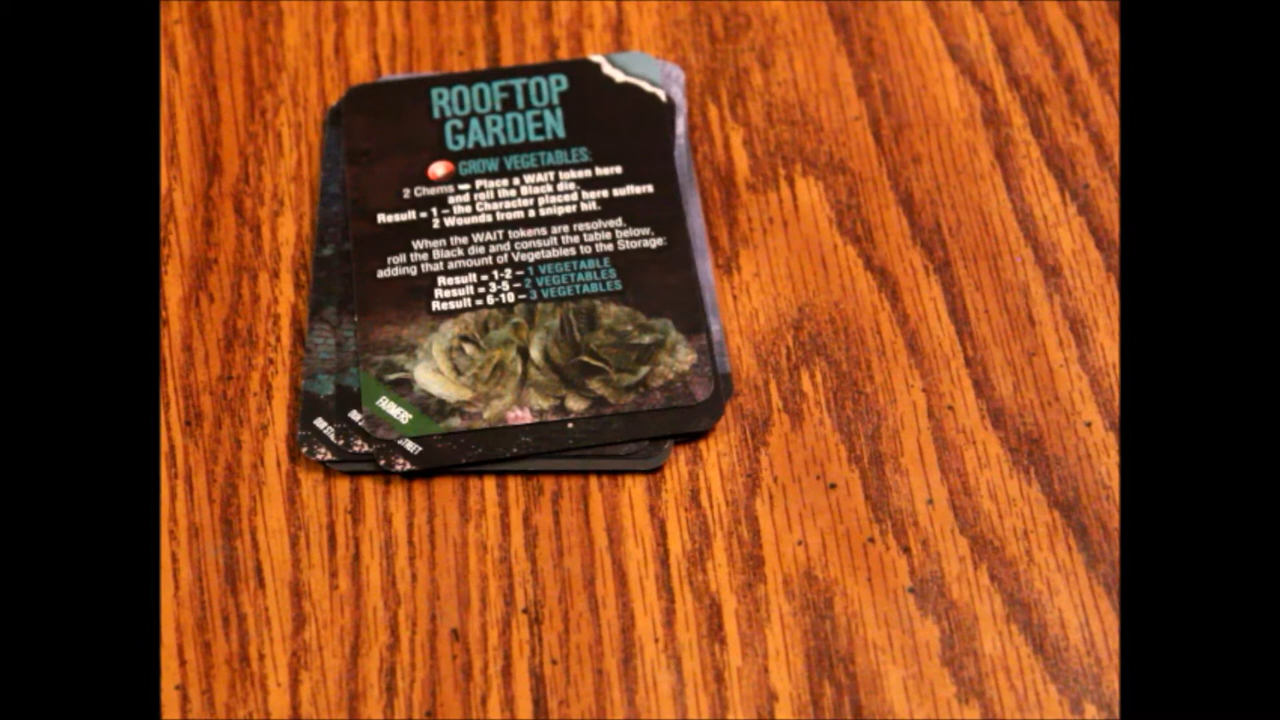 ROOFTOP
GARDEN
GROW VEGETABLES:
2 Chems ➡ Place a WAIT token here
and roll the Black die.
Result = 1 – the Character placed here suffers
2 Wounds from a sniper hit.
When the WAIT tokens are resolved,
roll the Black die and consult the table below,
adding that amount of Vegetables to the Storage:
Result = 1-2 – 1 VEGETABLE
Result = 3-5 – 2 VEGETABLES
Result = 6-10 – 3 VEGETABLES
FARMERS
STREET